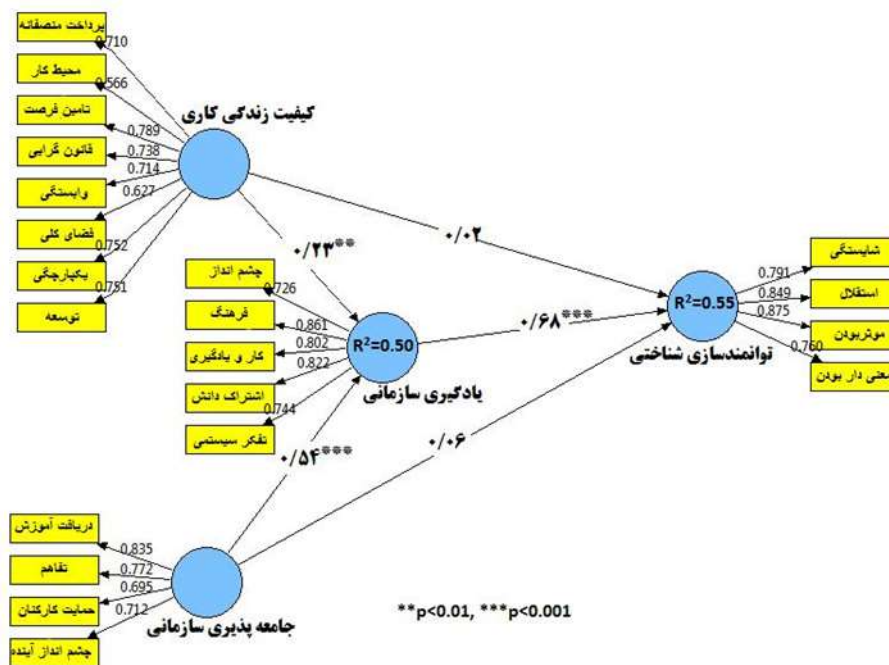 پرداخت منصفانه
0.710
محیط کار
0.566
تامین فرصت
0.789
قانون گرایی
0.738
وابستگی
0.714
فضای کلی
0.627
یکپارچگی
0.752
توسعه
0.751
کیفیت زندگی کاری
۰/۲۳**
۰/۰۲
چشم انداز
0.726
فرهنگ
0.861
کار و یادگیری
0.802
اشتراک دانش
0.822
تفکر سیستمی
0.744
R²=0.50
یادگیری سازمانی
۰/۶۸***
۰/۵۴***
۰/۰۶
R²=0.55
توانمندسازی شناختی
شایستگی
0.791
استقلال
0.849
موثربودن
0.875
معنی دار بودن
0.760
دریافت آموزش
0.835
تفاهم
0.772
حمایت کارکنان
0.695
چشم انداز آینده
0.712
جامعه پذیری سازمانی
**p<0.01, ***p<0.001